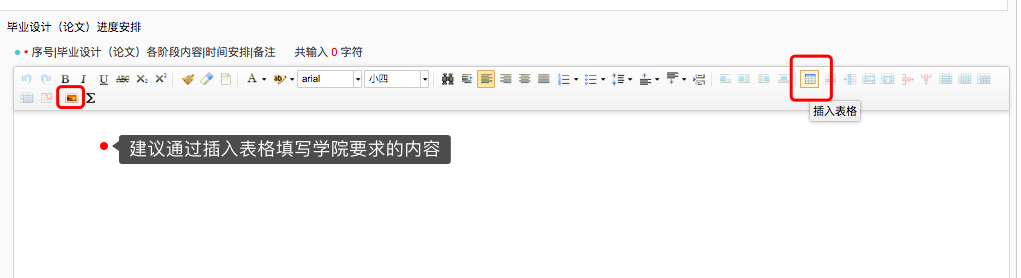 毕业设计（论文）进度安排
* 序号|毕业设计（论文）各阶段内容|时间安排|备注 共输入 0 字符
B I U ABC X₂ X² A ab arial 小四
Σ
插入表格
建议通过插入表格填写学院要求的内容